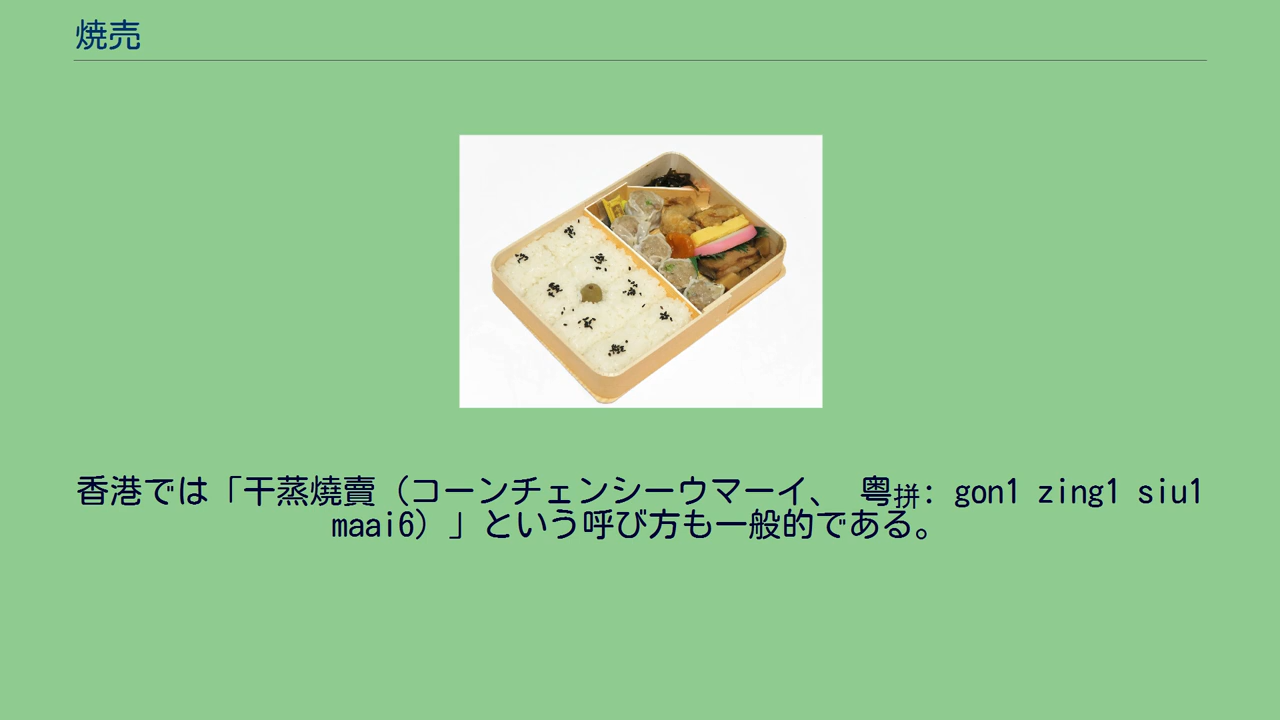 焼売
香港では「干蒸燒賣（コーンチェンシーウマーイ、 粵拼: gon1 zing1 siu1
maai6）」という呼び方も一般的である。